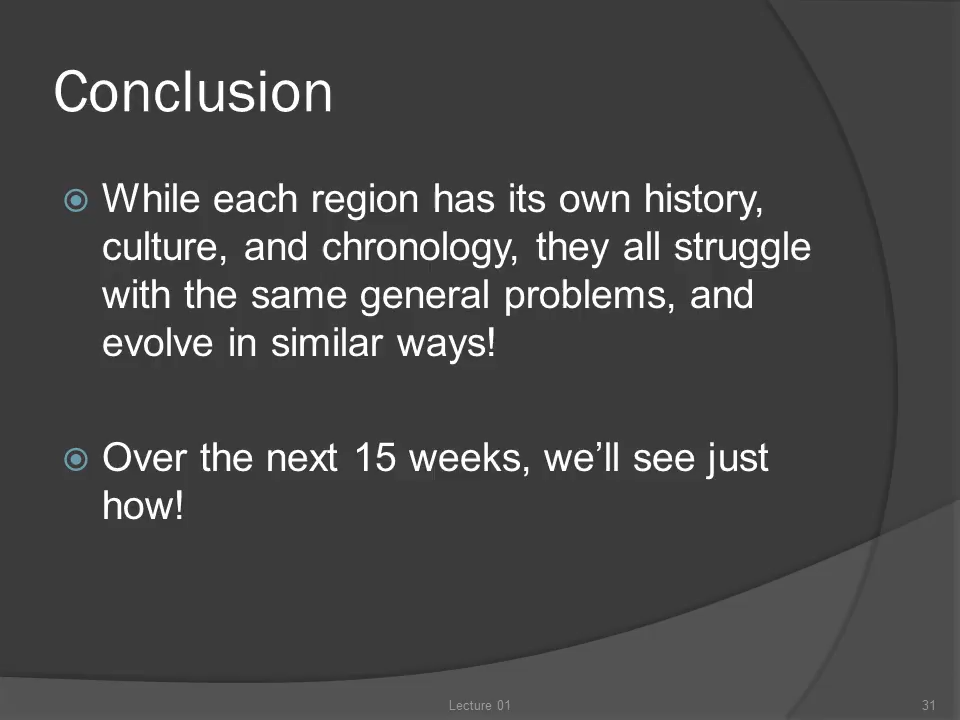 Conclusion
While each region has its own history,
culture, and chronology, they all struggle
with the same general problems, and
evolve in similar ways!
Over the next 15 weeks, we’ll see just
how!
Lecture 01
31